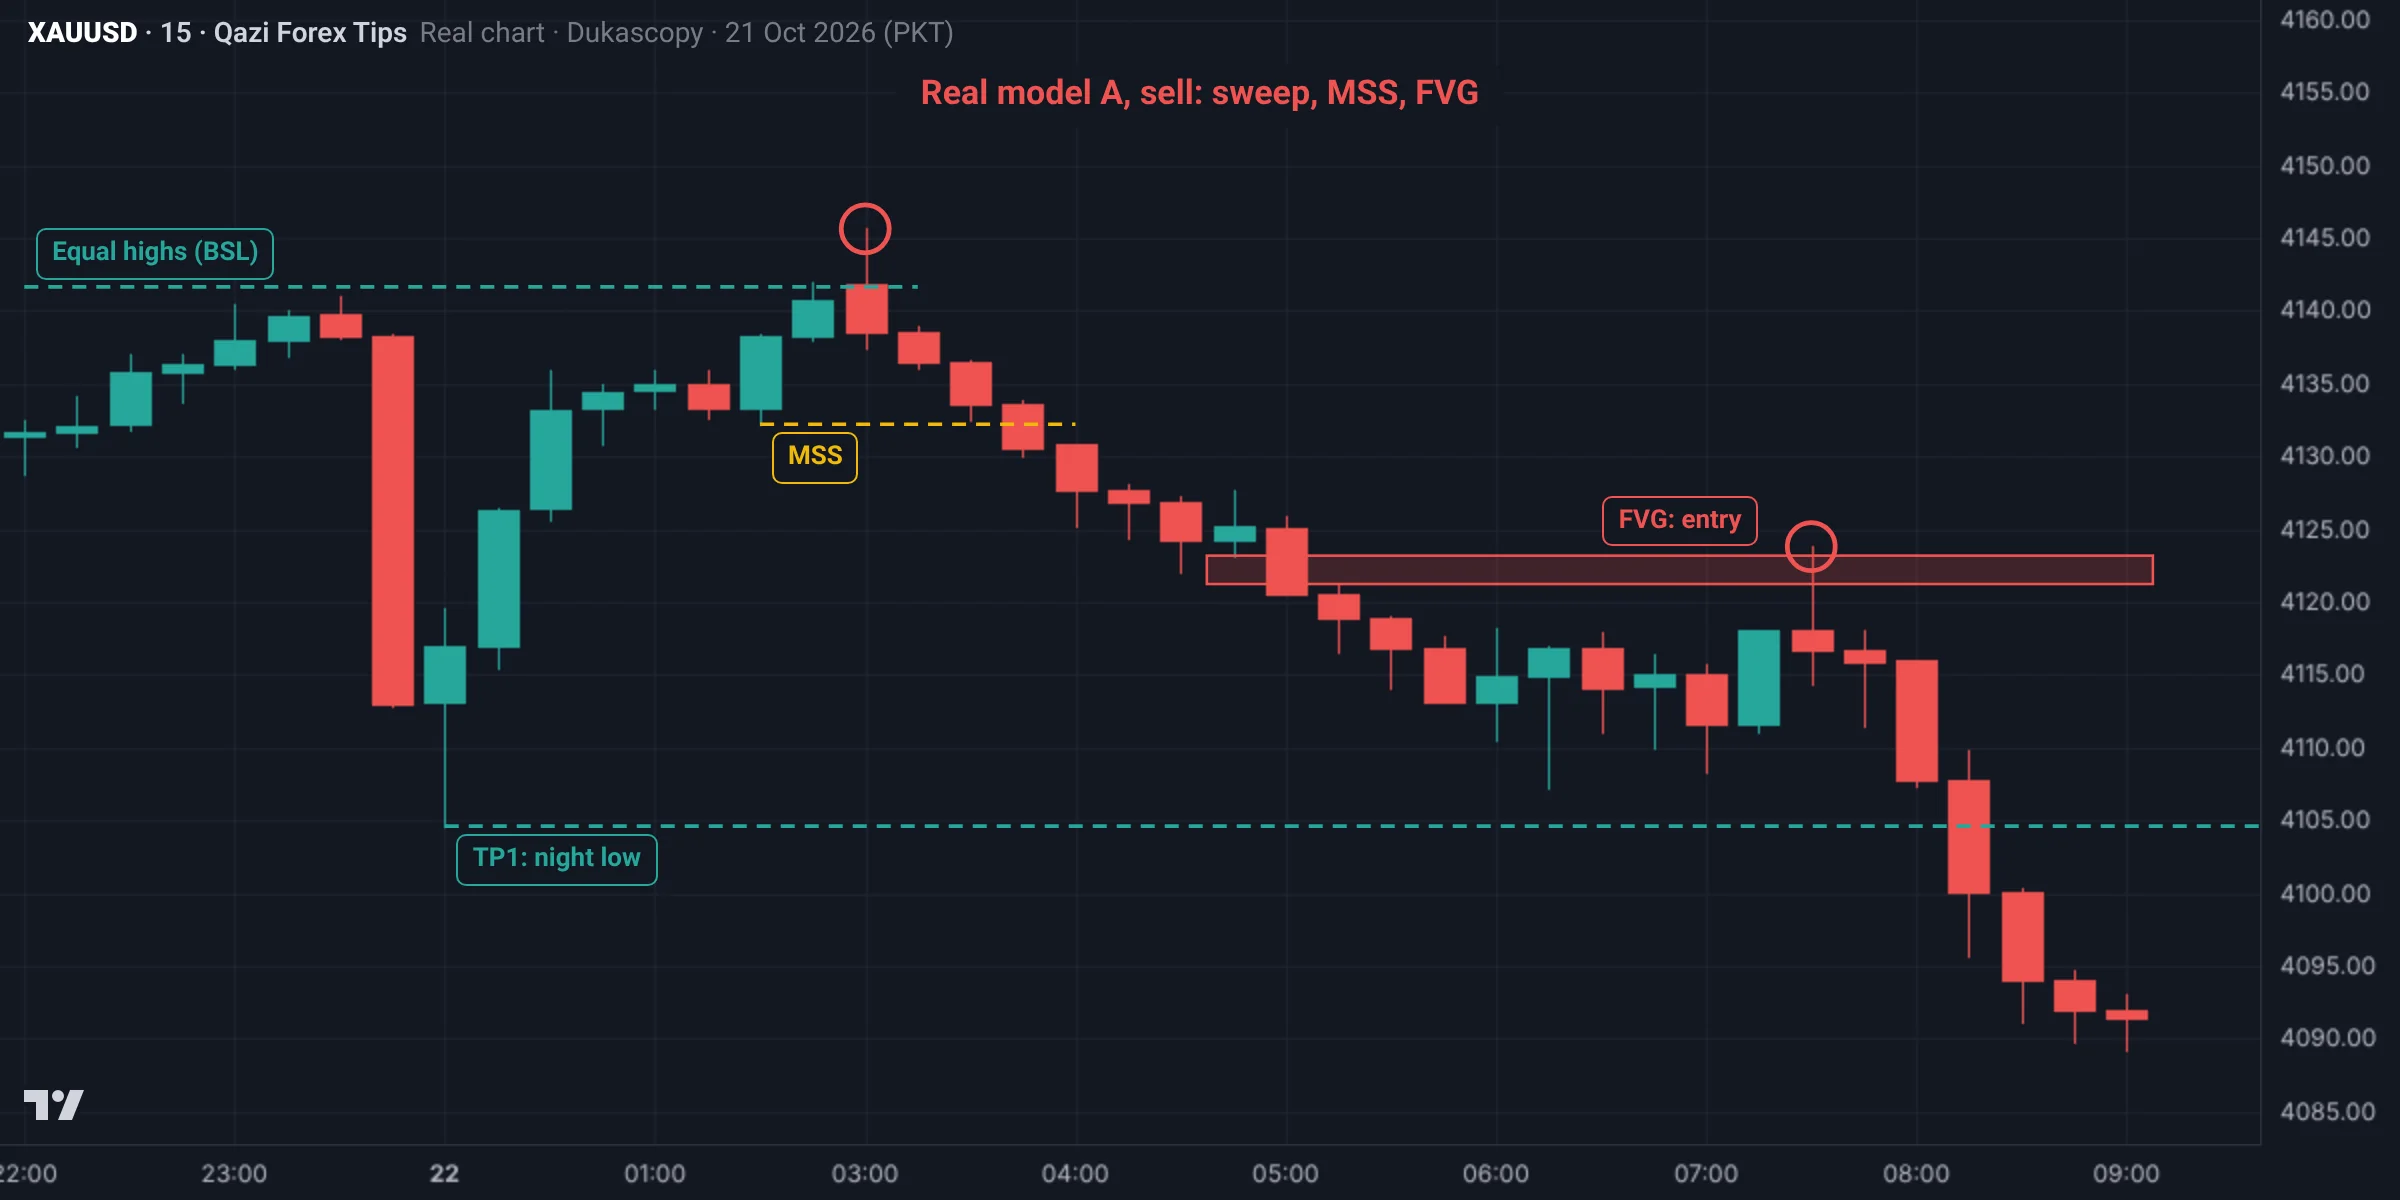 XAUUSD · 15 · Qazi Forex Tips Real chart · Dukascopy · 21 Oct 2026 (PKT)
Real model A, sell: sweep, MSS, FVG
Equal highs (BSL)
MSS
FVG: entry
TP1: night low
4160.00
4155.00
4150.00
4145.00
4140.00
4135.00
4130.00
4125.00
4120.00
4115.00
4110.00
4105.00
4100.00
4095.00
4090.00
4085.00
22:00 23:00 22 01:00 03:00 04:00 05:00 06:00 07:00 08:00 09:00